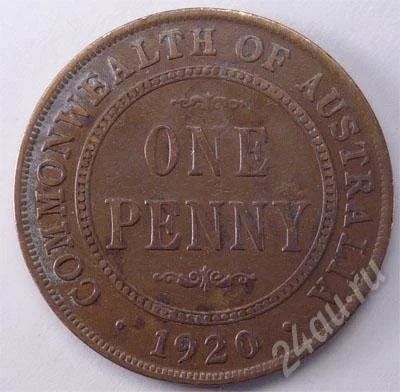 COMMONWEALTH OF AUSTRALIA
ONE
PENNY
1920
24au.ru